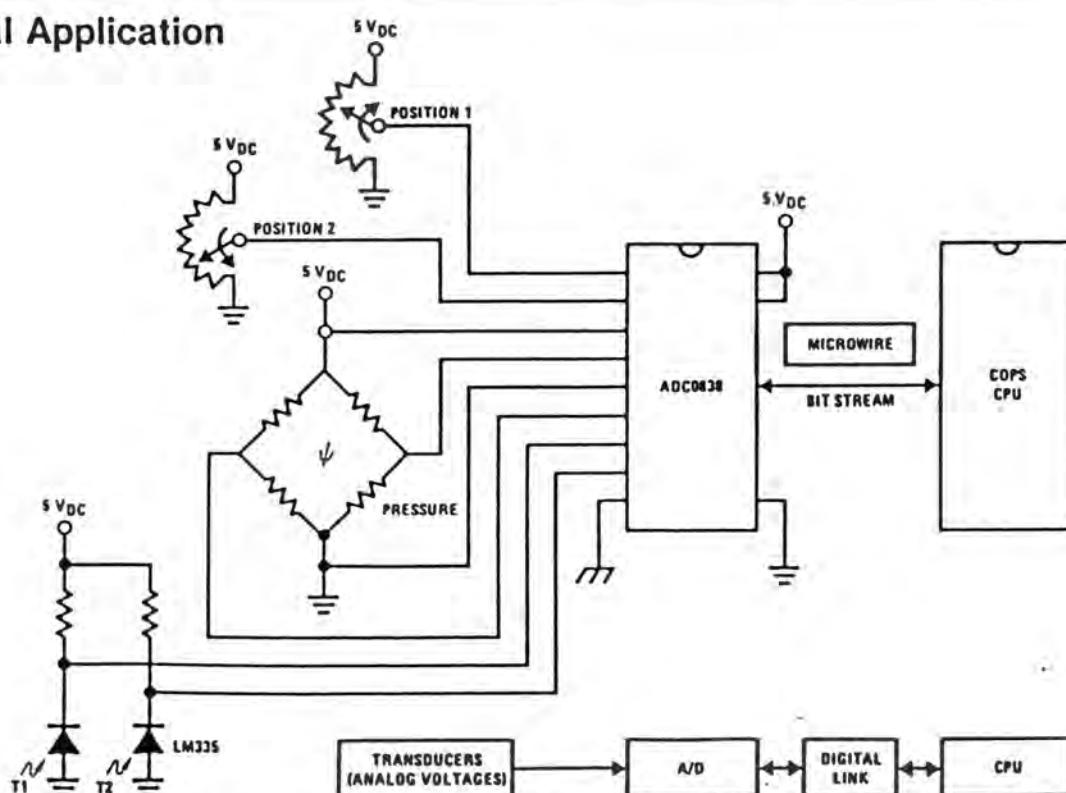 al Application
5 VDC
POSITION 1
5 VDC
POSITION 2
5 VDC
5 VDC
MICROWIRE
ADC0838
BIT STREAM
COPS
CPU
ψ
PRESSURE
5 VDC
LM335
T1
T2
TRANSDUCERS
(ANALOG VOLTAGES)
A/D
DIGITAL
LINK
CPU